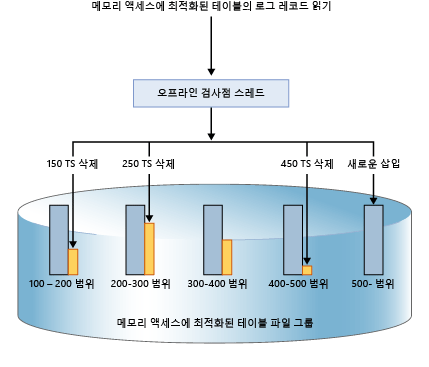 메모리 액세스에 최적화된 테이블의 로그 레코드 읽기
오프라인 검사점 스레드
150 TS 삭제 250 TS 삭제 450 TS 삭제 새로운 삽입
100 – 200 범위 200-300 범위 300-400 범위 400-500 범위 500- 범위
메모리 액세스에 최적화된 테이블 파일 그룹